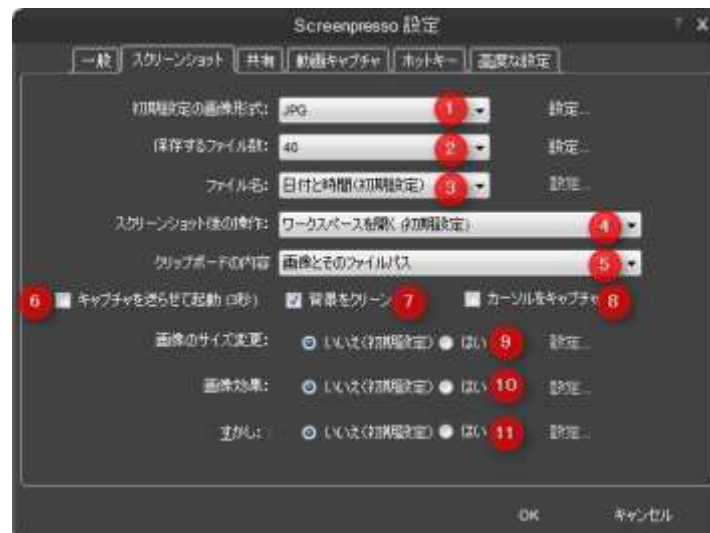 Screenpresso 設定
一般 スクリーンショット 共有 動画キャプチャ ホットキー 高度な設定
初期設定の画像形式: JPG 1 設定...
保存するファイル数: 40 2 設定...
ファイル名: 日付と時間(初期設定) 3 設定...
スクリーンショット後の操作: ワークスペースを開く (初期設定) 4
クリップボードの内容 画像とそのファイルパス 5
6 キャプチャを遅らせて起動 (3秒) 背景をクリーン 7 カーソルをキャプチャ 8
画像のサイズ変更: いいえ(初期設定) はい 9 設定...
画像効果: いいえ(初期設定) はい 10 設定...
すかし: いいえ(初期設定) はい 11 設定...
OK キャンセル